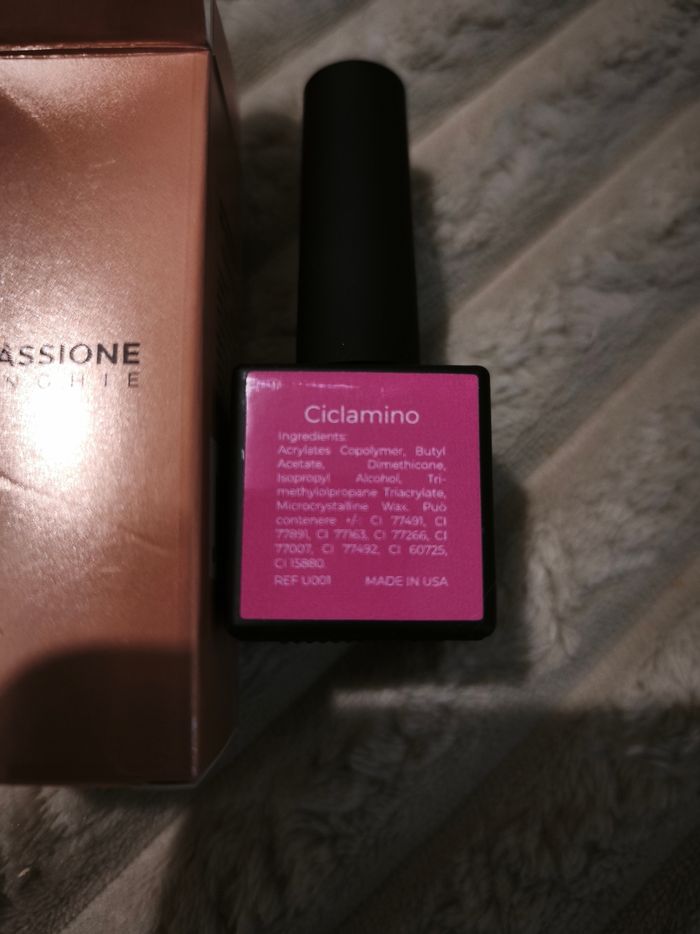 ASSIONE
NCHIE
Ciclamino
Ingredients:
Acrylates Copolymer, Butyl
Acetate, Dimethicone,
Isopropyl Alcohol, Tri-
methylolpropane Triacrylate,
Microcrystalline Wax. Può
contenere +/-: CI 77491, CI
77891, CI 77163, CI 77266, CI
77007, CI 77492, CI 60725,
CI 15880.
REF U001 MADE IN USA